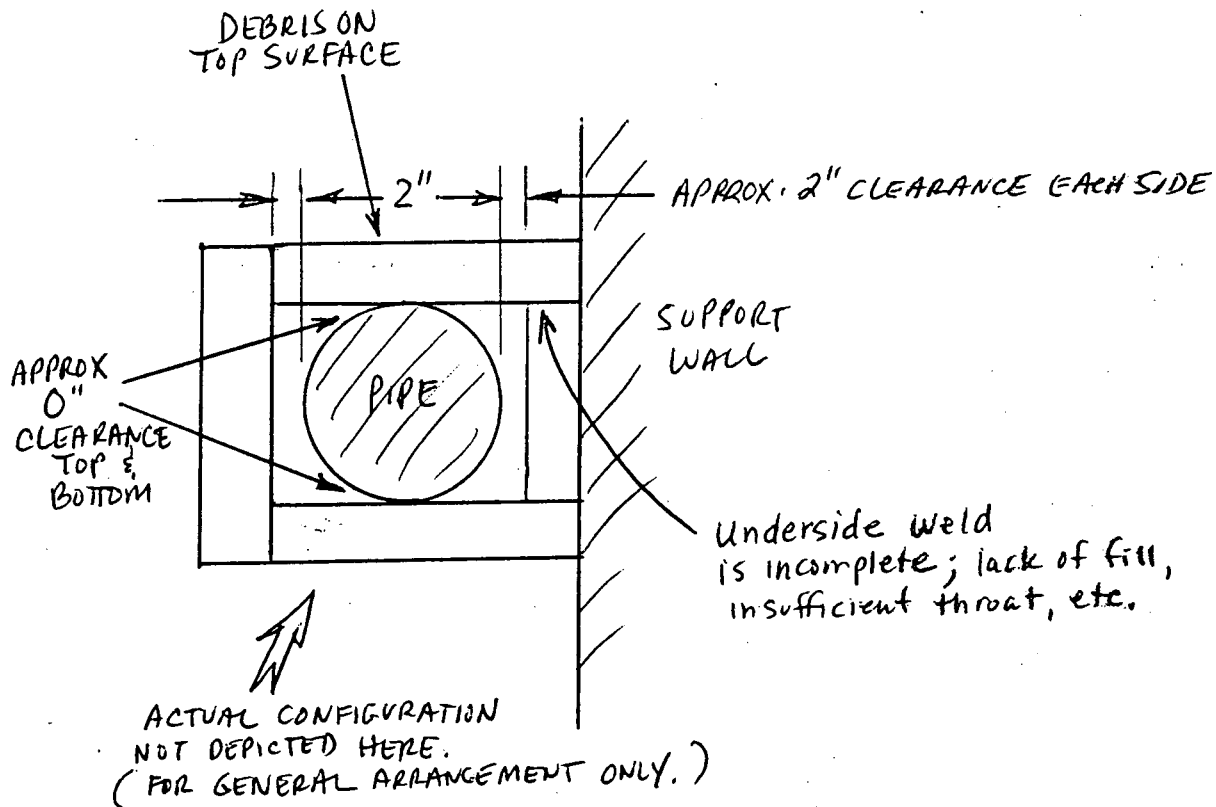 DEBRIS ON
TOP SURFACE
2"
APPROX. 2" CLEARANCE EACH SIDE
SUPPORT
WALL
APPROX
0"
CLEARANCE
TOP &
BOTTOM
PIPE
Underside weld
is incomplete; lack of fill,
insufficient throat, etc.
ACTUAL CONFIGURATION
NOT DEPICTED HERE.
(FOR GENERAL ARRANGEMENT ONLY.)